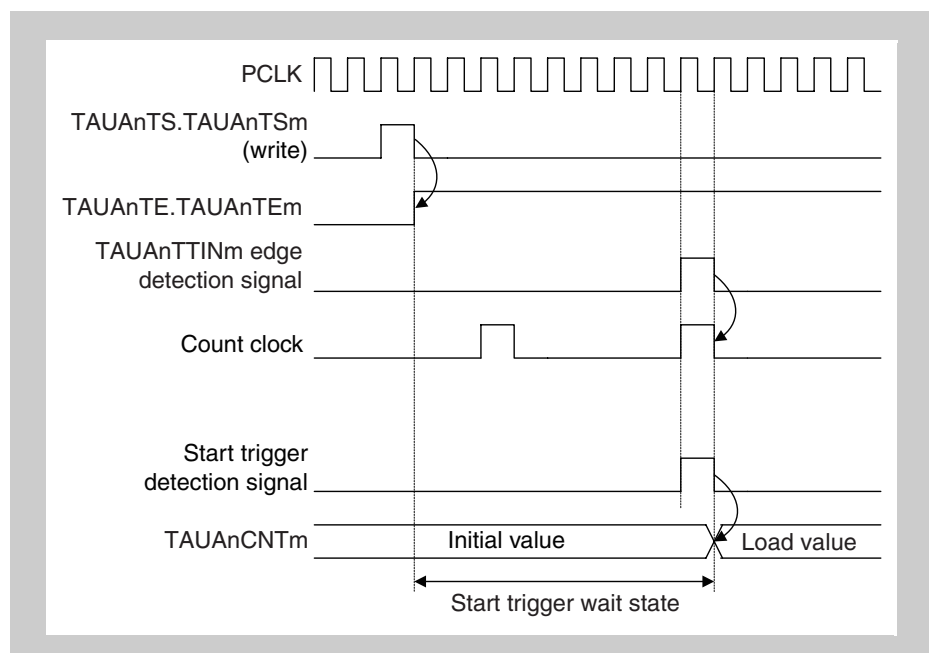 PCLK
TAUAnTS.TAUAnTSm
(write)
TAUAnTE.TAUAnTEm
TAUAnTTINm edge
detection signal
Count clock
Start trigger
detection signal
TAUAnCNTm
Initial value
Load value
Start trigger wait state